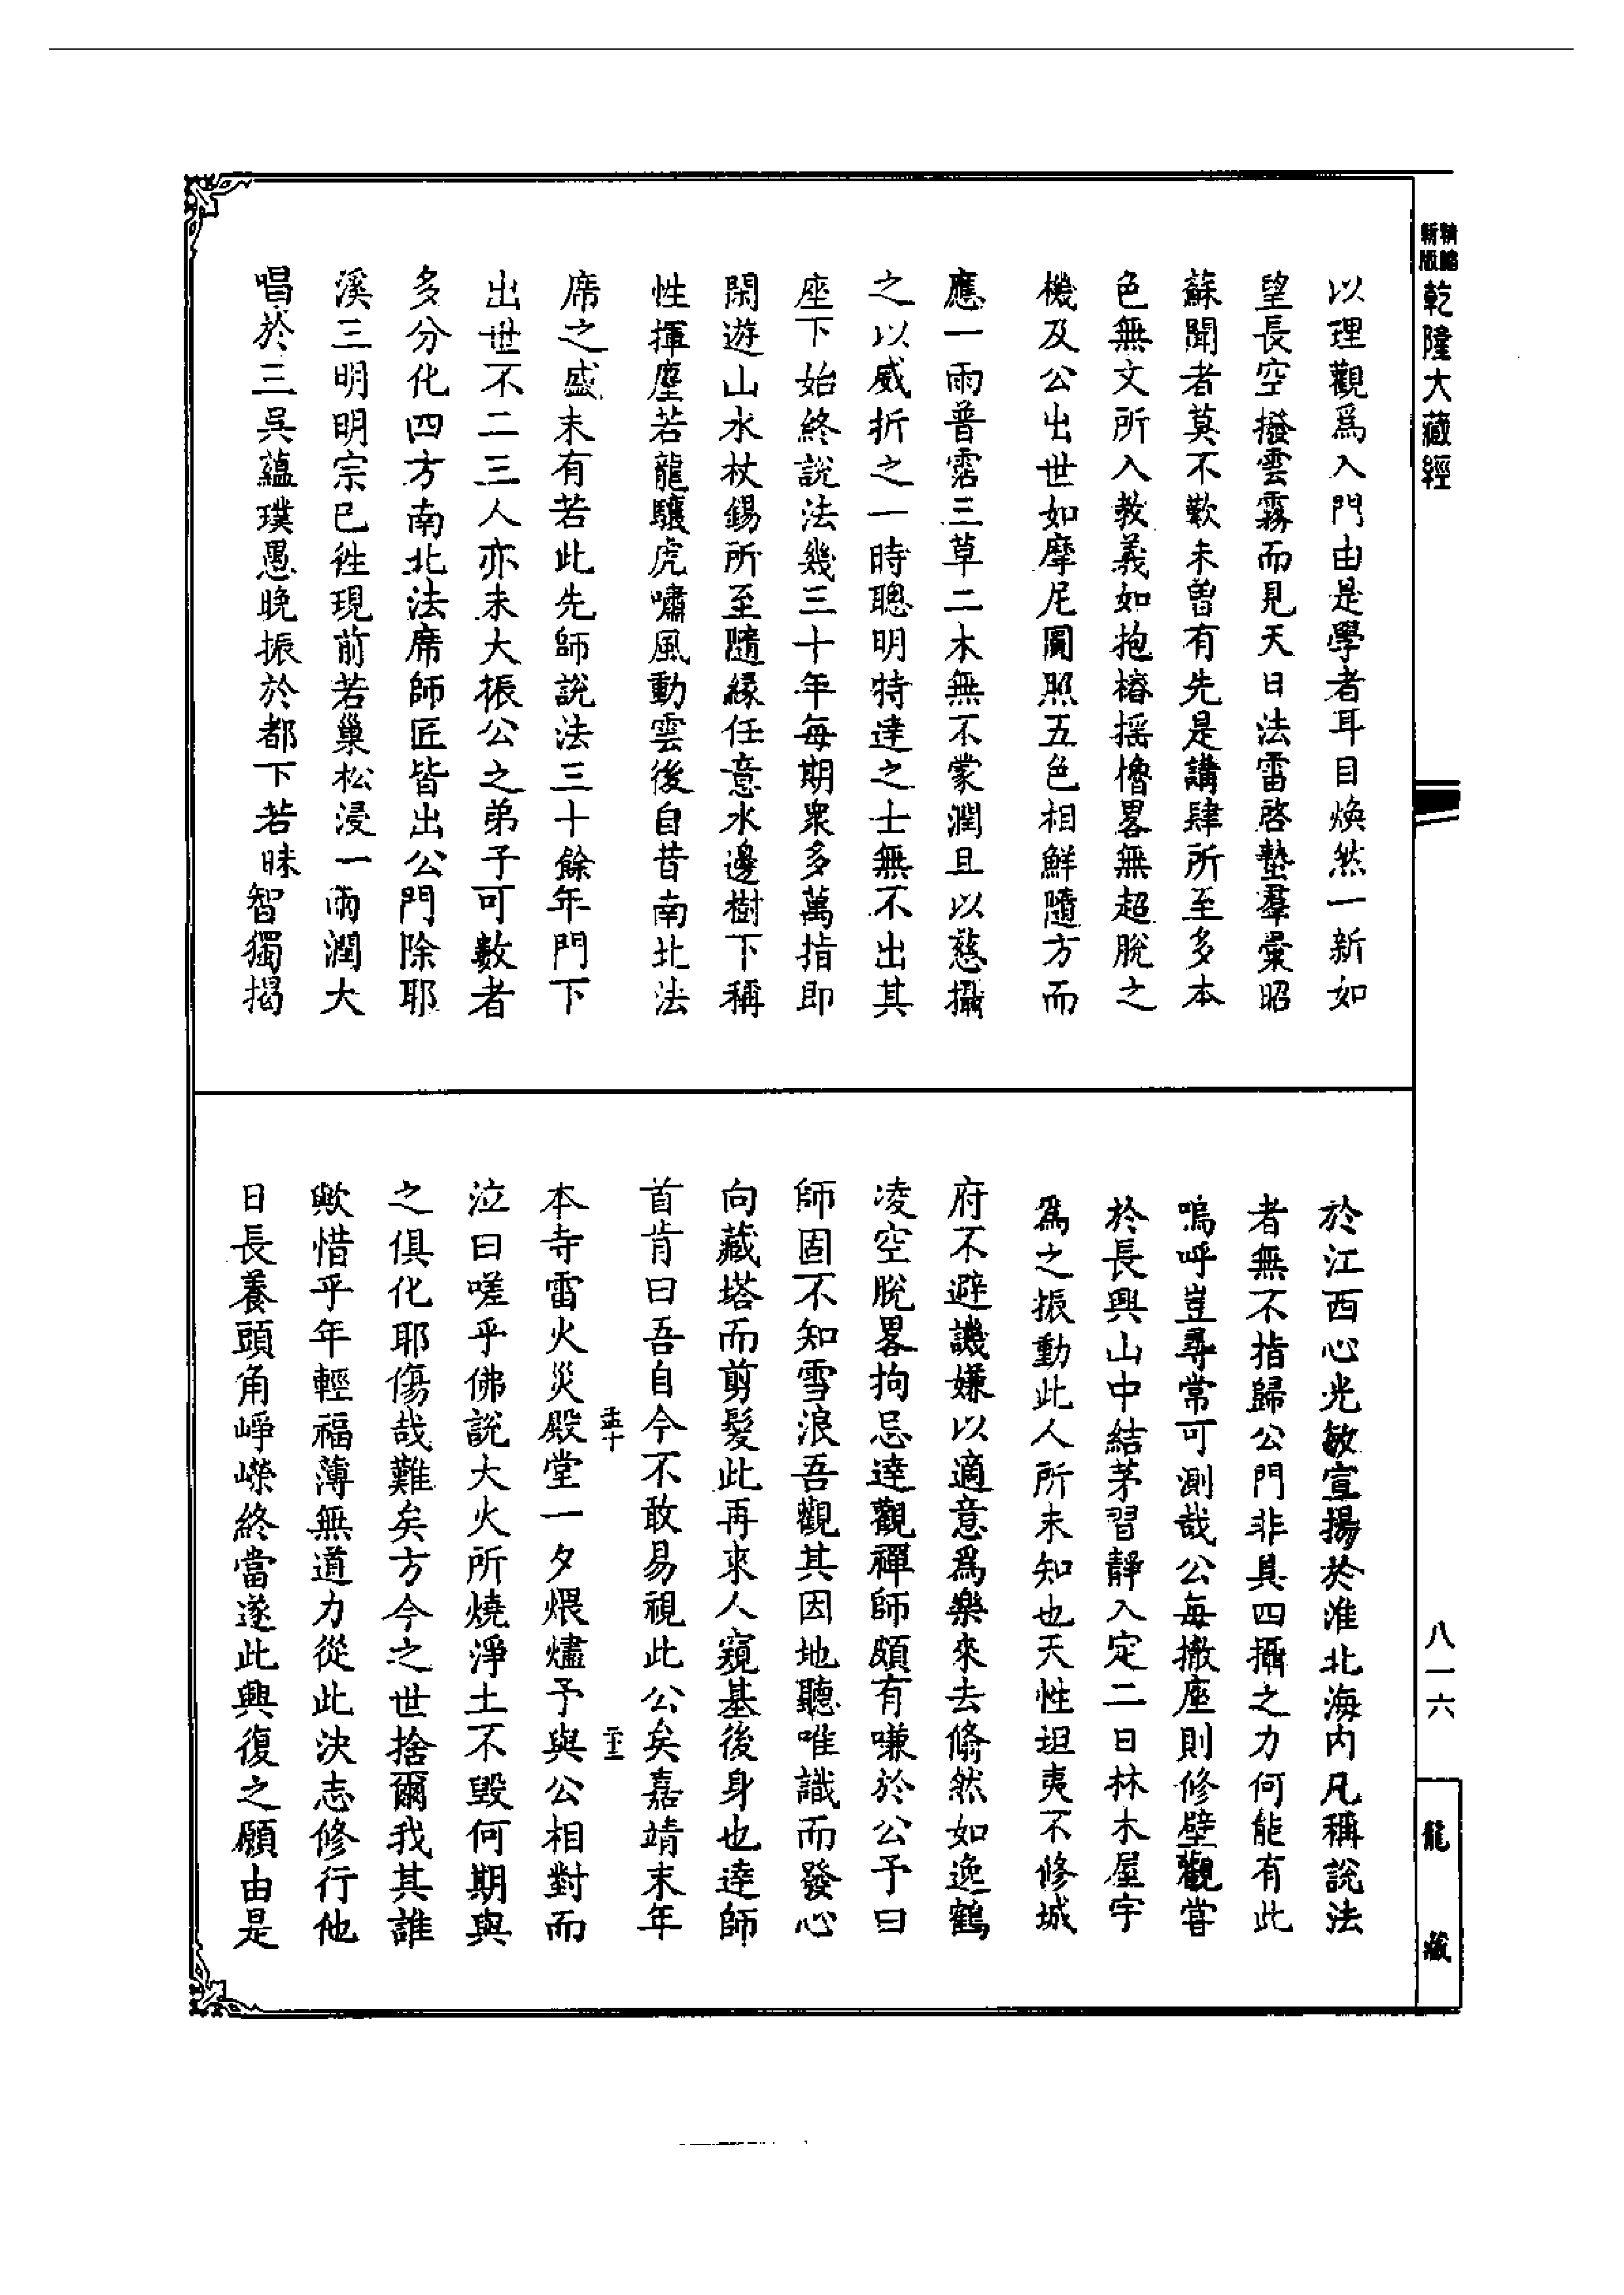 新版
精縮
乾隆大藏經
以理觀爲入門由是學者耳目煥然一新如
望長空撥雲霧而見天日法雷啓蟄羣彙昭
蘇聞者莫不歎未曽有先是講肆所至多本
色無文所入教義如抱樁揺櫓畧無超脫之
機及公出世如摩尼圓照五色相鮮隨方而
應一雨普霑三草二木無不蒙潤且以慈攝
之以威折之一時聰明特達之士無不出其
座下始終說法幾三十年每期衆多萬指即
閑遊山水杖錫所至隨緣任意水邊樹下稱
性揮麈若龍驤虎嘯風動雲後自昔南北法
席之盛未有若此先師說法三十餘年門下
出世不二三人亦未大振公之弟子可數者
多分化四方南北法席師匠皆出公門除耶
溪三明明宗已徃現前若巢松浸一雨潤大
唱於三吳蘊璞愚晚振於都下若昧智獨揭
於江西心光敏宣揚於淮北海内凡稱說法
者無不指歸公門非具四攝之力何能有此
嗚呼豈尋常可測哉公每撤座則修壁觀嘗
於長興山中結茅習靜入定二日林木屋宇
爲之振動此人所未知也天性坦夷不修城
府不避譏嫌以適意爲樂來去翛然如逸鶴
凌空脫畧拘忌達觀禪師頗有嗛於公予曰
師固不知雪浪吾觀其因地聽唯識而發心
向藏塔而剪髮此再來人窺基後身也達師
首肯曰吾自今不敢易視此公矣嘉靖末年
本寺雷火災殿堂一夕煨燼予與公相對而
泣曰嗟乎佛說大火所燒淨土不毀何期與
之俱化耶傷哉難矣方今之世捨爾我其誰
歟惜乎年輕福薄無道力從此決志修行他
日長養頭角崢嶸終當遂此興復之願由是
八一六
龍藏